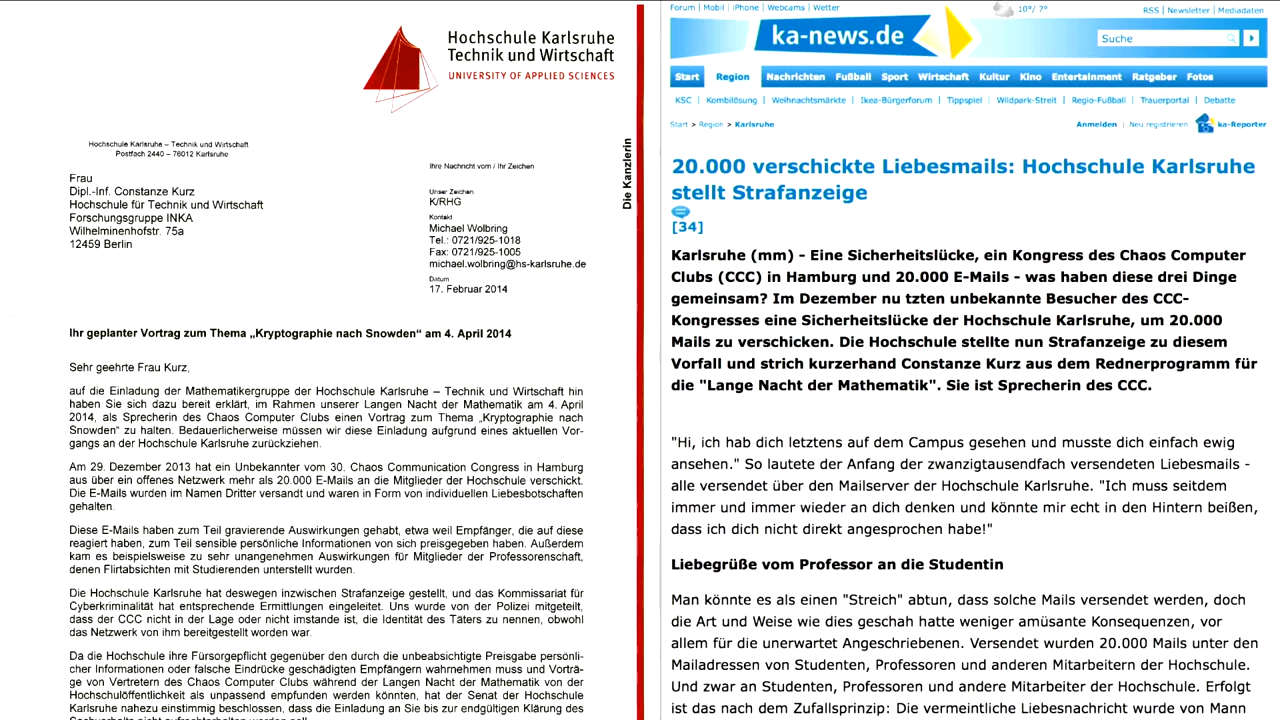 Hochschule Karlsruhe
Technik und Wirtschaft
UNIVERSITY OF APPLIED SCIENCES
Die Kanzlerin
Hochschule Karlsruhe – Technik und Wirtschaft
Postfach 2440 – 76012 Karlsruhe
Frau
Dipl.-Inf. Constanze Kurz
Hochschule für Technik und Wirtschaft
Forschungsgruppe INKA
Wilhelminenhofstr. 75a
12459 Berlin
Ihre Nachricht vom / Ihr Zeichen
Unser Zeichen
K/RHG
Kontakt
Michael Wolbring
Tel.: 0721/925-1018
Fax: 0721/925-1005
michael.wolbring@hs-karlsruhe.de
Datum
17. Februar 2014
Ihr geplanter Vortrag zum Thema „Kryptographie nach Snowden“ am 4. April 2014
Sehr geehrte Frau Kurz,
auf die Einladung der Mathematikergruppe der Hochschule Karlsruhe – Technik und Wirtschaft hin
haben Sie sich dazu bereit erklärt, im Rahmen unserer Langen Nacht der Mathematik am 4. April
2014, als Sprecherin des Chaos Computer Clubs einen Vortrag zum Thema „Kryptographie nach
Snowden“ zu halten. Bedauerlicherweise müssen wir diese Einladung aufgrund eines aktuellen Vor-
gangs an der Hochschule Karlsruhe zurückziehen.
Am 29. Dezember 2013 hat ein Unbekannter vom 30. Chaos Communication Congress in Hamburg
aus über ein offenes Netzwerk mehr als 20.000 E-Mails an die Mitglieder der Hochschule verschickt.
Die E-Mails wurden im Namen Dritter versandt und waren in Form von individuellen Liebesbotschaften
gehalten.
Diese E-Mails haben zum Teil gravierende Auswirkungen gehabt, etwa weil Empfänger, die auf diese
reagiert haben, zum Teil sensible persönliche Informationen von sich preisgegeben haben. Außerdem
kam es beispielsweise zu sehr unangenehmen Auswirkungen für Mitglieder der Professorenschaft,
denen Flirtabsichten mit Studierenden unterstellt wurden.
Die Hochschule Karlsruhe hat deswegen inzwischen Strafanzeige gestellt, und das Kommissariat für
Cyberkriminalität hat entsprechende Ermittlungen eingeleitet. Uns wurde von der Polizei mitgeteilt,
dass der CCC nicht in der Lage oder nicht imstande ist, die Identität des Täters zu nennen, obwohl
das Netzwerk von ihm bereitgestellt worden war.
Da die Hochschule ihre Fürsorgepflicht gegenüber den durch die unbeabsichtigte Preisgabe persönli-
cher Informationen oder falsche Eindrücke geschädigten Empfängern wahrnehmen muss und Vorträ-
ge von Vertretern des Chaos Computer Clubs während der Langen Nacht der Mathematik von der
Hochschulöffentlichkeit als unpassend empfunden werden könnten, hat der Senat der Hochschule
Karlsruhe nahezu einstimmig beschlossen, dass die Einladung an Sie bis zur endgültigen Klärung des
Forum | Mobil | iPhone | Webcams | Wetter
10°/ 7°
RSS | Newsletter | Mediadaten
ka-news.de
Suche
Start Region Nachrichten Fußball Sport Wirtschaft Kultur Kino Entertainment Ratgeber Fotos
KSC | Kombilösung | Weihnachtsmärkte | Ikea-Bürgerforum | Tippspiel | Wildpark-Streit | Regio-Fußball | Trauerportal | Debatte
Start > Region > Karlsruhe
Anmelden | Neu registrieren ka-Reporter
20.000 verschickte Liebesmails: Hochschule Karlsruhe
stellt Strafanzeige
[34]
Karlsruhe (mm) - Eine Sicherheitslücke, ein Kongress des Chaos Computer
Clubs (CCC) in Hamburg und 20.000 E-Mails - was haben diese drei Dinge
gemeinsam? Im Dezember nu tzten unbekannte Besucher des CCC-
Kongresses eine Sicherheitslücke der Hochschule Karlsruhe, um 20.000
Mails zu verschicken. Die Hochschule stellte nun Strafanzeige zu diesem
Vorfall und strich kurzerhand Constanze Kurz aus dem Rednerprogramm für
die "Lange Nacht der Mathematik". Sie ist Sprecherin des CCC.
"Hi, ich hab dich letztens auf dem Campus gesehen und musste dich einfach ewig
ansehen." So lautete der Anfang der zwanzigtausendfach versendeten Liebesmails -
alle versendet über den Mailserver der Hochschule Karlsruhe. "Ich muss seitdem
immer und immer wieder an dich denken und könnte mir echt in den Hintern beißen,
dass ich dich nicht direkt angesprochen habe!"
Liebegrüße vom Professor an die Studentin
Man könnte es als einen "Streich" abtun, dass solche Mails versendet werden, doch
die Art und Weise wie dies geschah hatte weniger amüsante Konsequenzen, vor
allem für die unerwartet Angeschriebenen. Versendet wurden 20.000 Mails unter den
Mailadressen von Studenten, Professoren und anderen Mitarbeitern der Hochschule.
Und zwar an Studenten, Professoren und andere Mitarbeiter der Hochschule. Erfolgt
ist das nach dem Zufallsprinzip: Die vermeintliche Liebesnachricht wurde von Mann